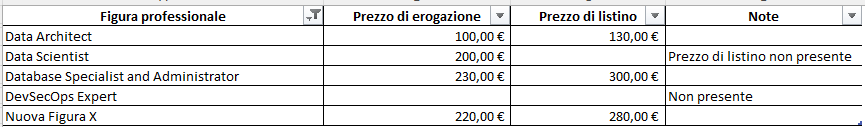 Figura professionale Prezzo di erogazione Prezzo di listino Note
Data Architect 100,00 € 130,00 €
Data Scientist 200,00 € Prezzo di listino non presente
Database Specialist and Administrator 230,00 € 300,00 €
DevSecOps Expert Non presente
Nuova Figura X 220,00 € 280,00 €